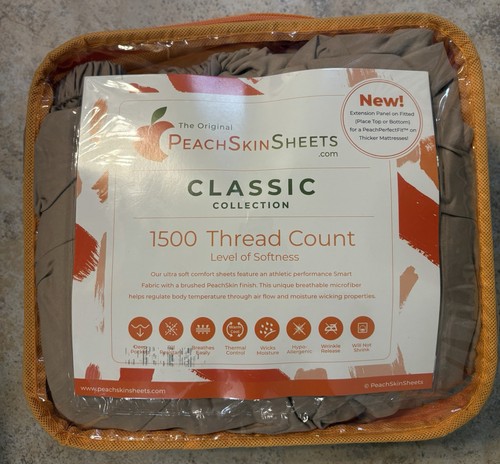 New!
Extension Panel on Fitted
(Place Top or Bottom)
for a PeachPerfectFit™ on
Thicker Mattresses!
The Original
PEACHSKINSHEETS
.com
CLASSIC
COLLECTION
1500 Thread Count
Level of Softness
Our ultra soft comfort sheets feature an athletic performance Smart
Fabric with a brushed PeachSkin Finish. This unique breathable microfiber
helps regulate body temperature through air flow and moisture wicking properties.
Breathes Thermal Wicks Hypo- Wrinkle Will Not
Easily Control Moisture Allergenic Release Shrink
www.peachskinsheets.com
© PeachSkinSheets